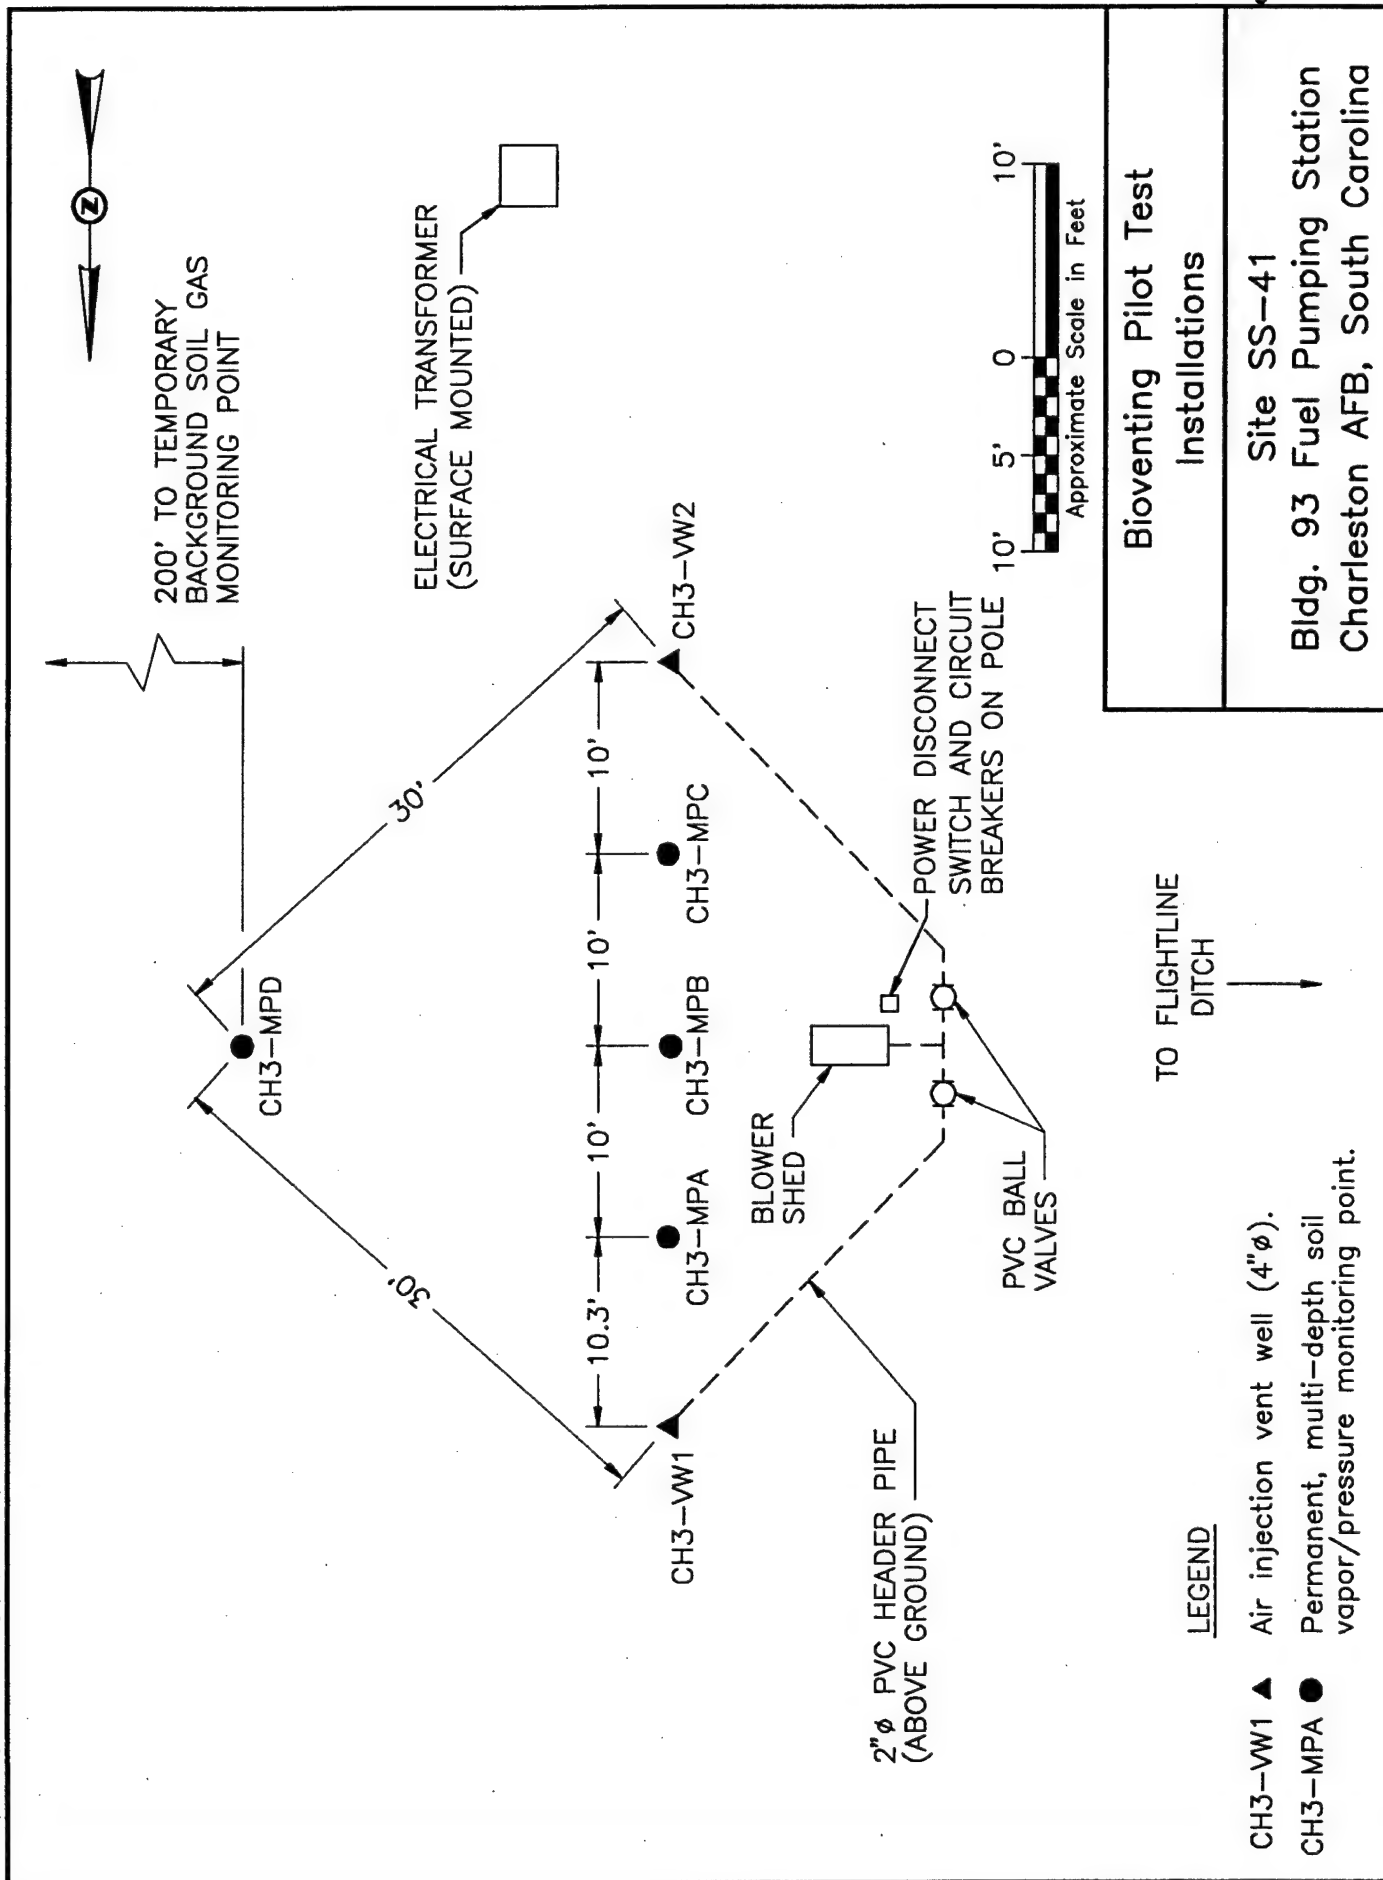 Z
200' TO TEMPORARY
BACKGROUND SOIL GAS
MONITORING POINT
CH3-MPD
ELECTRICAL TRANSFORMER
(SURFACE MOUNTED)
30'
30'
10.3'
10'
10'
10'
CH3-VW1
CH3-MPA
CH3-MPB
CH3-MPC
CH3-VW2
BLOWER
SHED
POWER DISCONNECT
SWITCH AND CIRCUIT
BREAKERS ON POLE
2"ø PVC HEADER PIPE
(ABOVE GROUND)
PVC BALL
VALVES
10' 5' 0 10'
Approximate Scale in Feet
TO FLIGHTLINE
DITCH
LEGEND
CH3-VW1 ▲ Air injection vent well (4"ø).
CH3-MPA ● Permanent, multi-depth soil
vapor/pressure monitoring point.
Bioventing Pilot Test
Installations
Site SS-41
Bldg. 93 Fuel Pumping Station
Charleston AFB, South Carolina